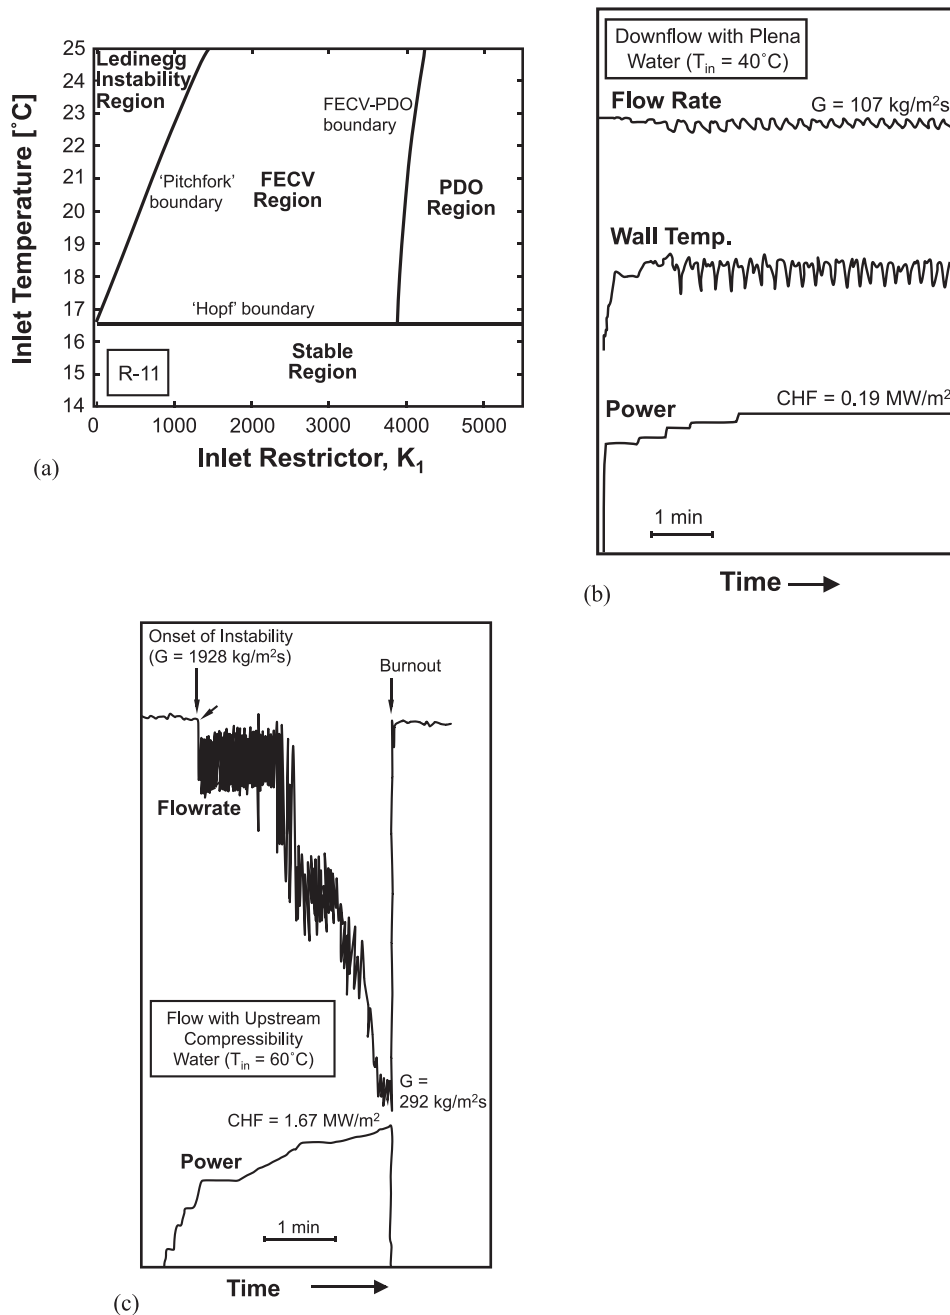 25
24
23
22
21
20
19
18
17
16
15
14
Inlet Temperature [˚C]
Ledinegg
Instability
Region
FECV-PDO
boundary
'Pitchfork'
boundary
FECV
Region
PDO
Region
'Hopf' boundary
Stable
Region
R-11
0 1000 2000 3000 4000 5000
Inlet Restrictor, K1
(a)
Downflow with Plena
Water (Tin = 40˚C)
Flow Rate
G = 107 kg/m2s
Wall Temp.
Power
CHF = 0.19 MW/m2
1 min
Time
(b)
Onset of Instability
(G = 1928 kg/m2s)
Burnout
Flowrate
Flow with Upstream
Compressibility
Water (Tin = 60˚C)
G =
292 kg/m2s
CHF = 1.67 MW/m2
Power
1 min
Time
(c)